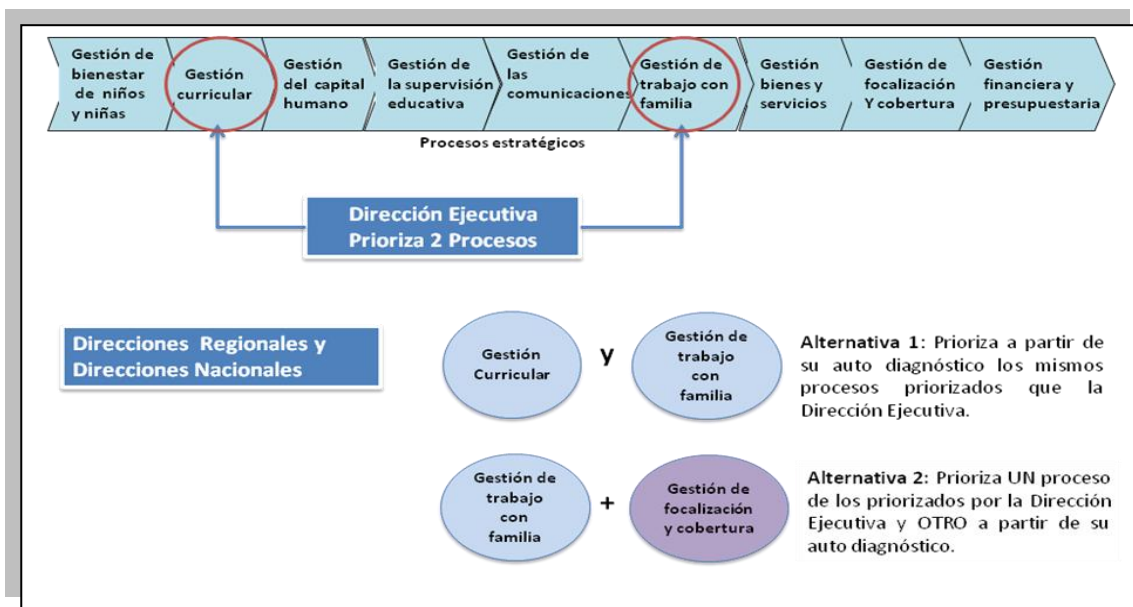 Gestión de
bienestar
de niños
y niñas
Gestión
curricular
Gestión
del capital
humano
Gestión de
la supervisión
educativa
Gestión de
las
comunicaciones
Gestión de
trabajo con
familia
Gestión
bienes y
servicios
Gestión de
focalización
Y cobertura
Gestión
financiera y
presupuestaria
Procesos estratégicos
Dirección Ejecutiva
Prioriza 2 Procesos
Direcciones Regionales y
Direcciones Nacionales
Gestión
Curricular
y
Gestión de
trabajo
con
familia
Alternativa 1: Prioriza a partir de
su auto diagnóstico los mismos
procesos priorizados que la
Dirección Ejecutiva.
Gestión de
trabajo
con
familia
+
Gestión de
focalización
y cobertura
Alternativa 2: Prioriza UN proceso
de los priorizados por la Dirección
Ejecutiva y OTRO a partir de su
auto diagnóstico.